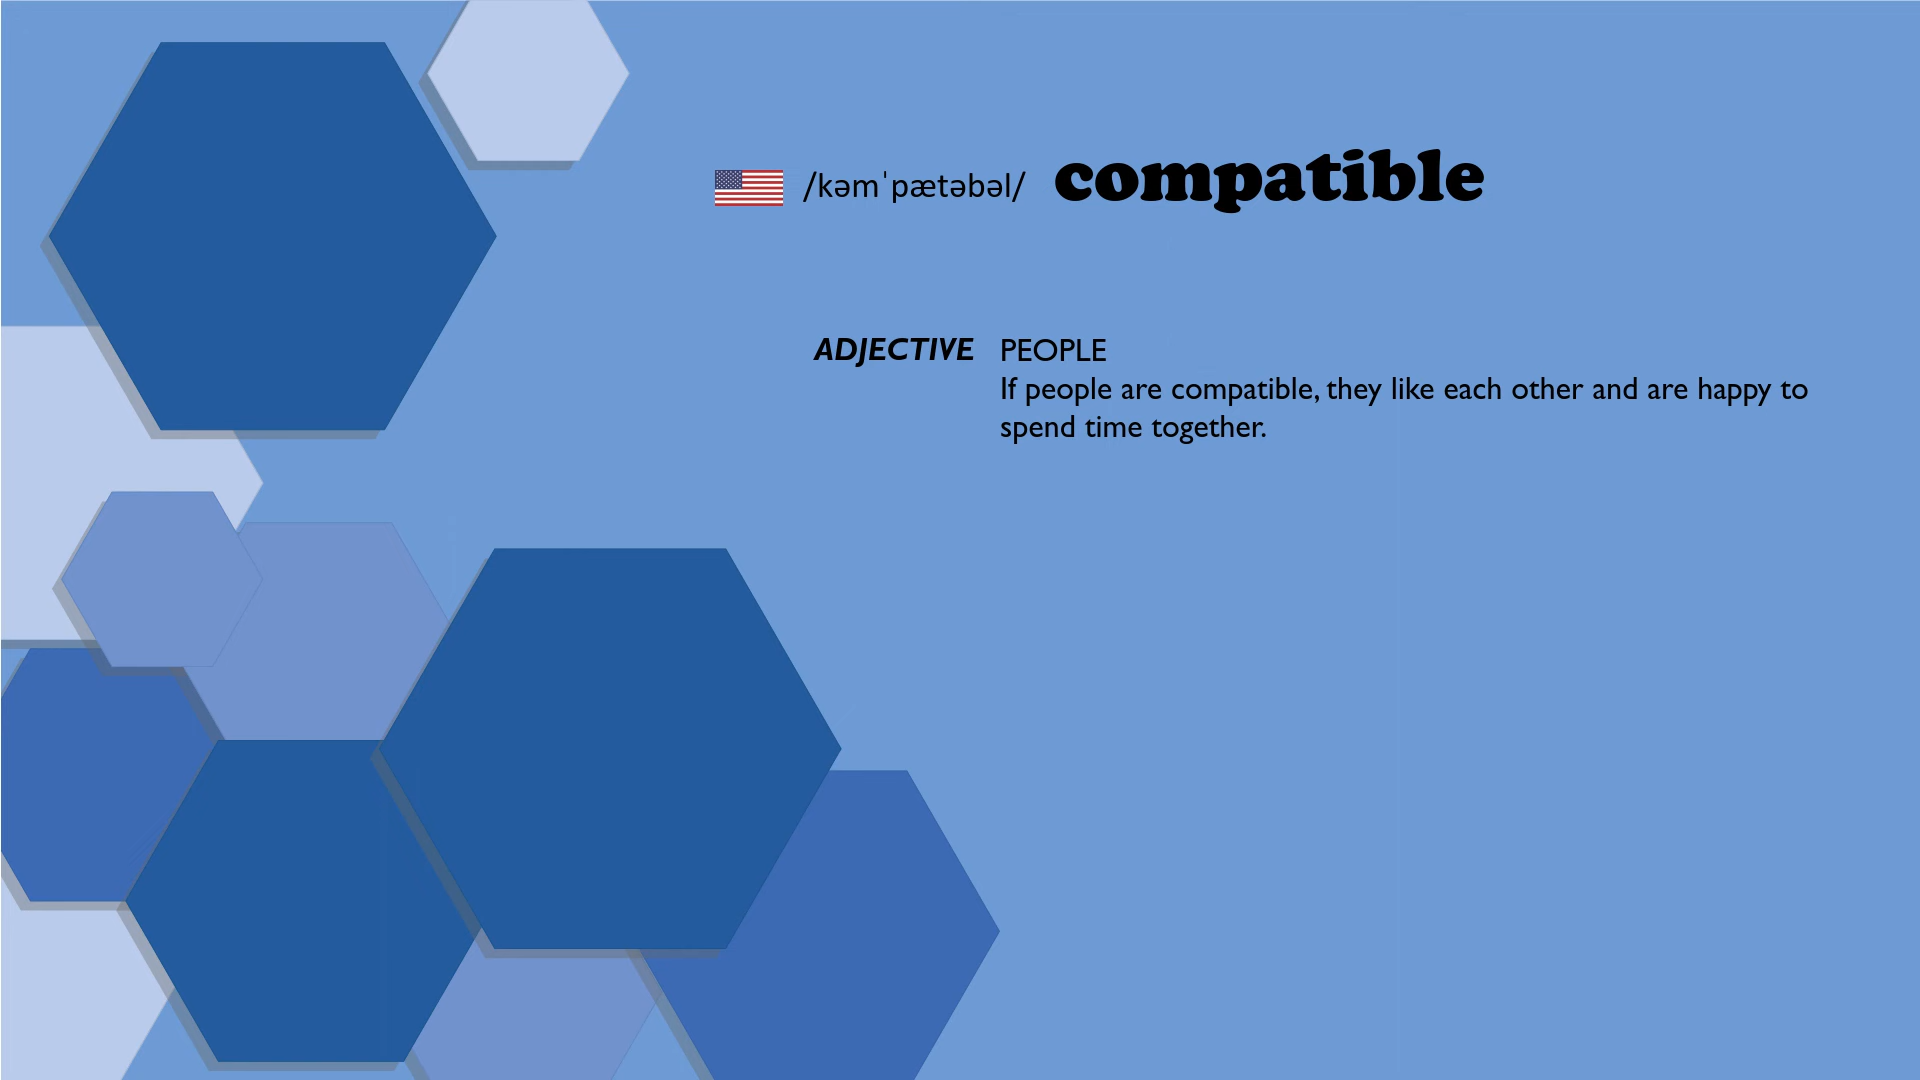 /kəmˈpætəbəl/ compatible
ADJECTIVE PEOPLE
If people are compatible, they like each other and are happy to
spend time together.